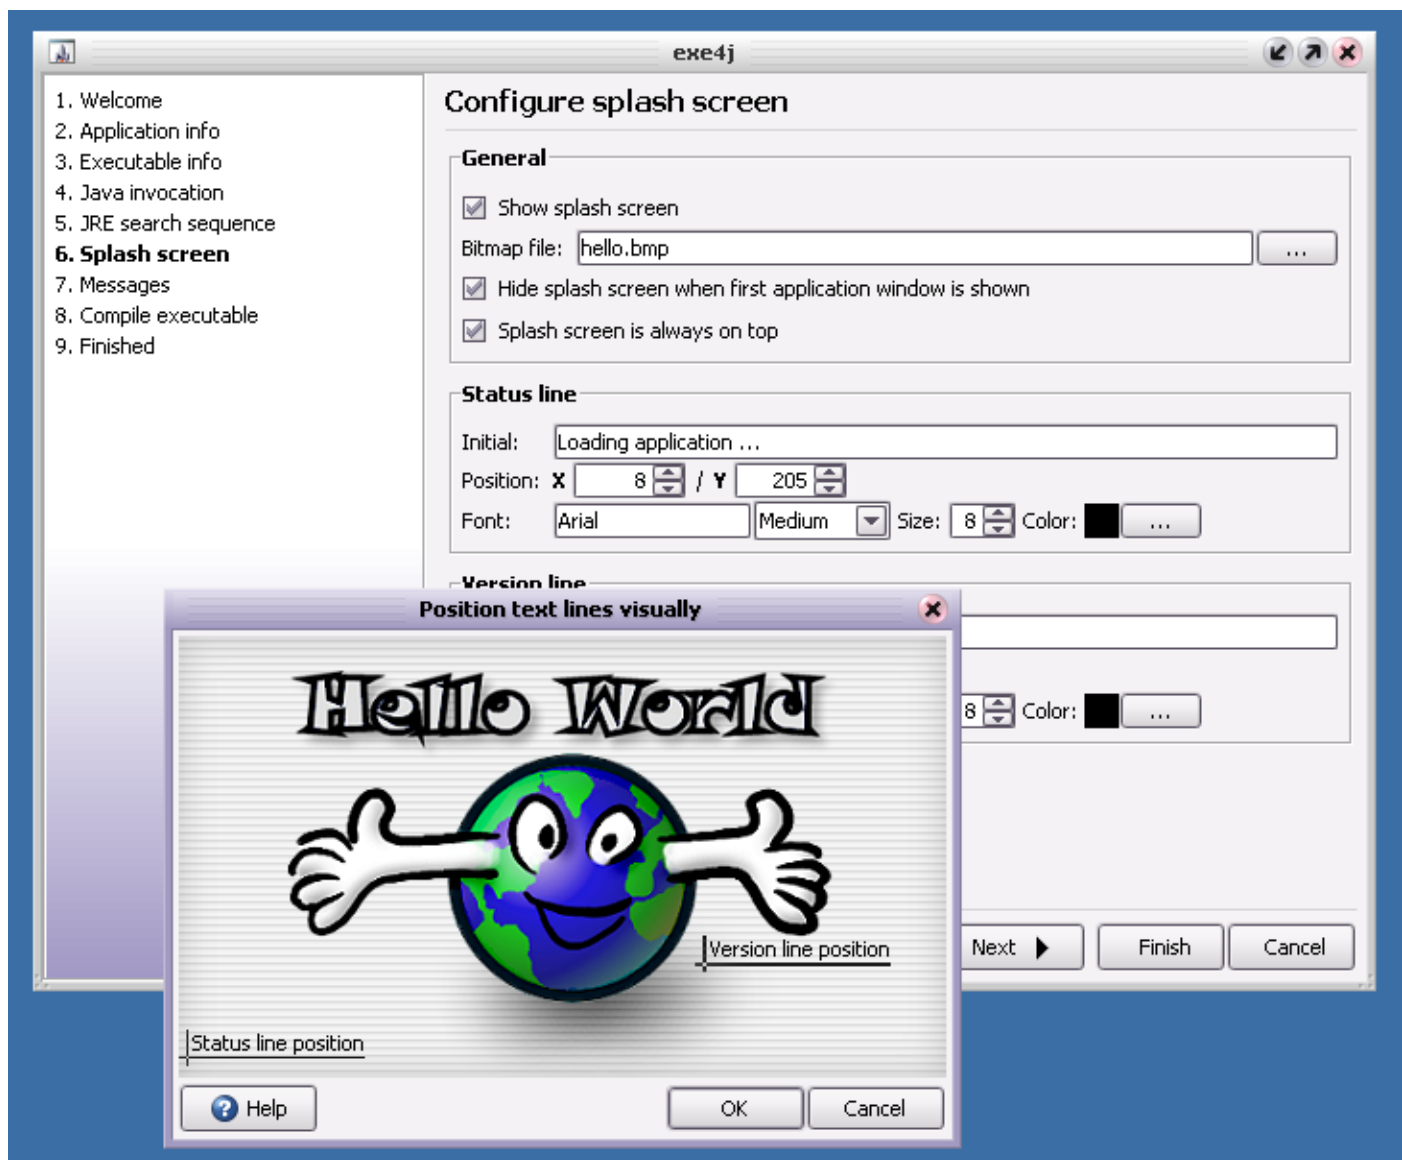 exe4j
1. Welcome
2. Application info
3. Executable info
4. Java invocation
5. JRE search sequence
6. Splash screen
7. Messages
8. Compile executable
9. Finished
Configure splash screen
General
Show splash screen
Bitmap file: hello.bmp ...
Hide splash screen when first application window is shown
Splash screen is always on top
Status line
Initial: Loading application ...
Position: X 8 / Y 205
Font: Arial Medium Size: 8 Color: ...
Version line
8 Color: ...
Next Finish Cancel
Position text lines visually
Hello World
Version line position
Status line position
Help OK Cancel